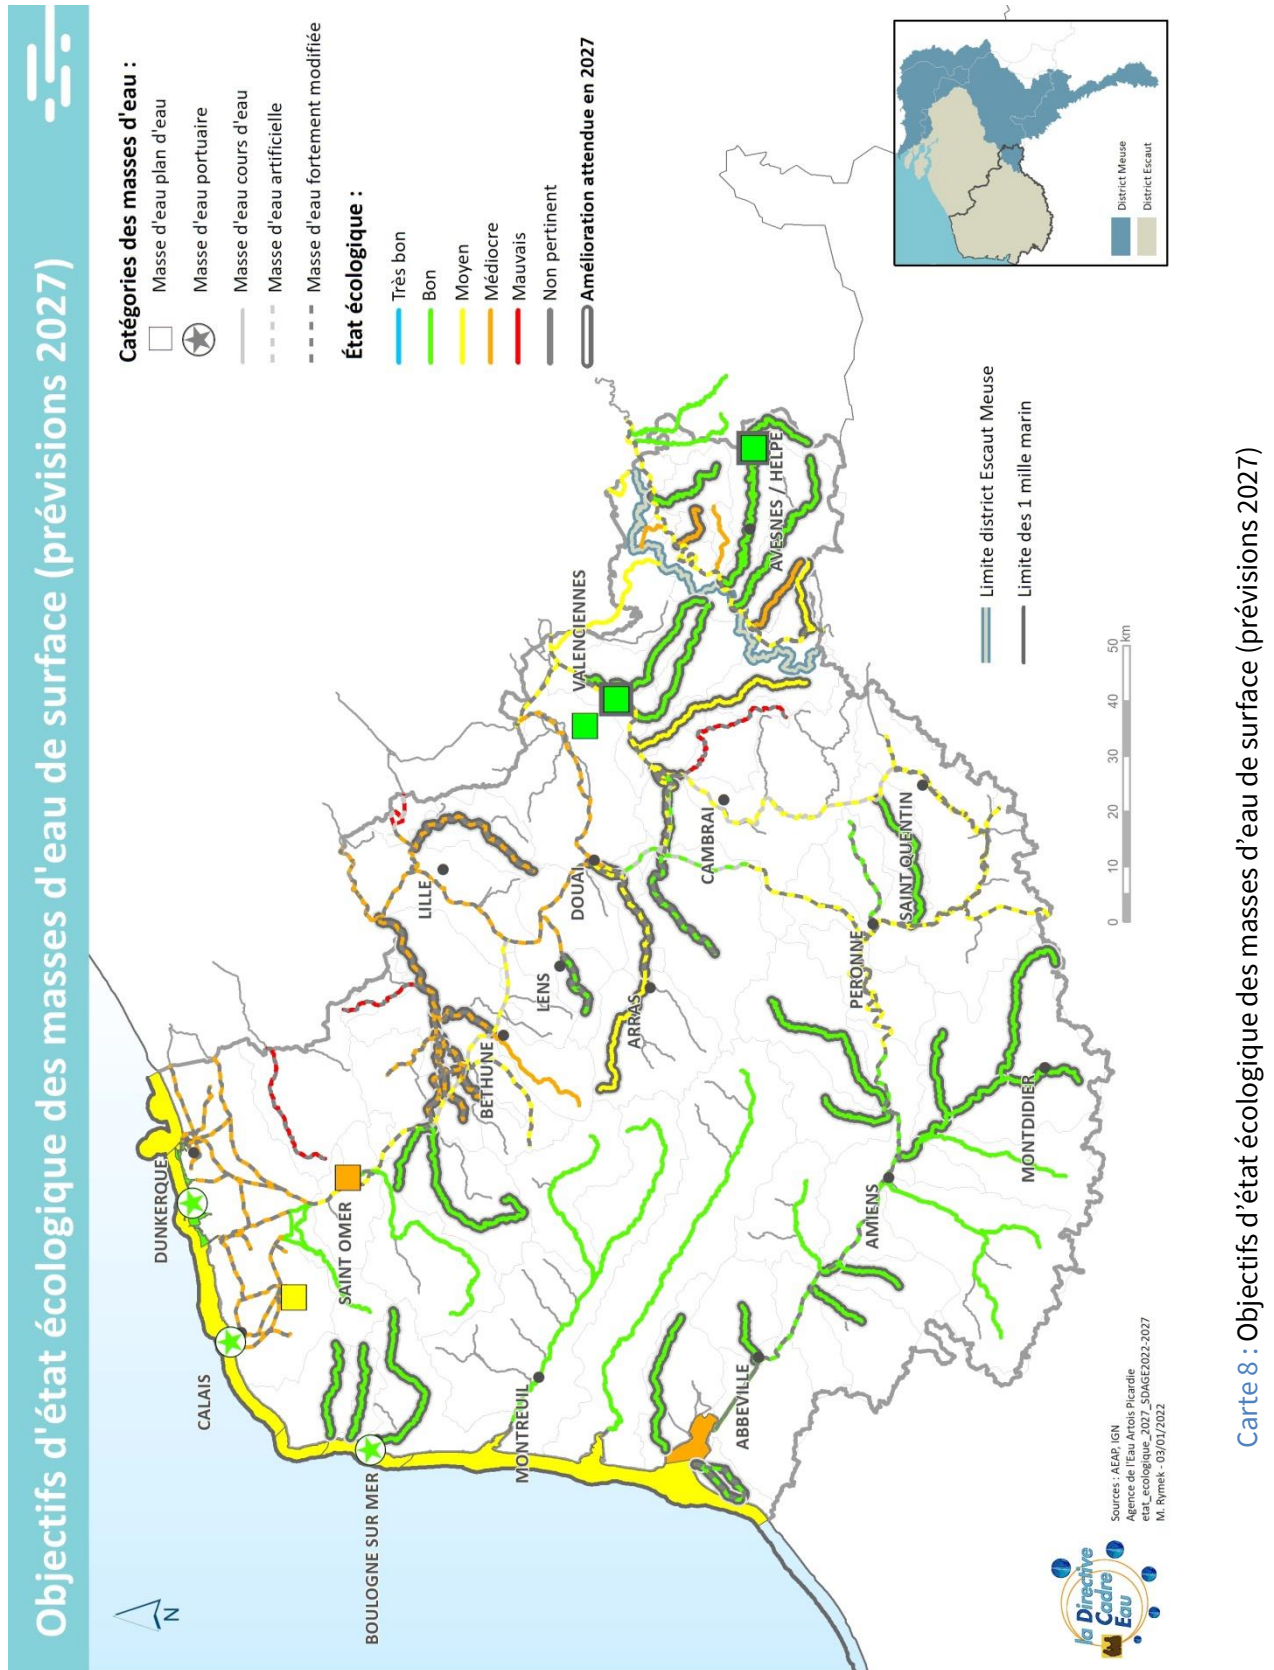 Objectifs d'état écologique des masses d'eau de surface (prévisions 2027)
Catégories des masses d'eau :
Masse d'eau plan d'eau
Masse d'eau portuaire
Masse d'eau cours d'eau
Masse d'eau artificielle
Masse d'eau fortement modifiée
État écologique :
Très bon
Bon
Moyen
Médiocre
Mauvais
Non pertinent
Amélioration attendue en 2027
N
DUNKERQUE
CALAIS
SAINT OMER
BOULOGNE SUR MER
LILLE
BETHUNE
LENS
DOUAI
VALENCIENNES
MONTREUIL
ARRAS
CAMBRAI
AVESNES / HELPE
ABBEVILLE
AMIENS
PERONNE
SAINT QUENTIN
MONTDIDIER
Limite district Escaut Meuse
Limite des 1 mille marin
0 10 20 30 40 50
km
District Meuse
District Escaut
la Directive
Cadre
Eau
Sources : AEAP, IGN
Agence de l'Eau Artois Picardie
etat_ecologique_2027_SDAGE2022-2027
M. Rymek - 03/01/2022
Carte 8 : Objectifs d'état écologique des masses d'eau de surface (prévisions 2027)